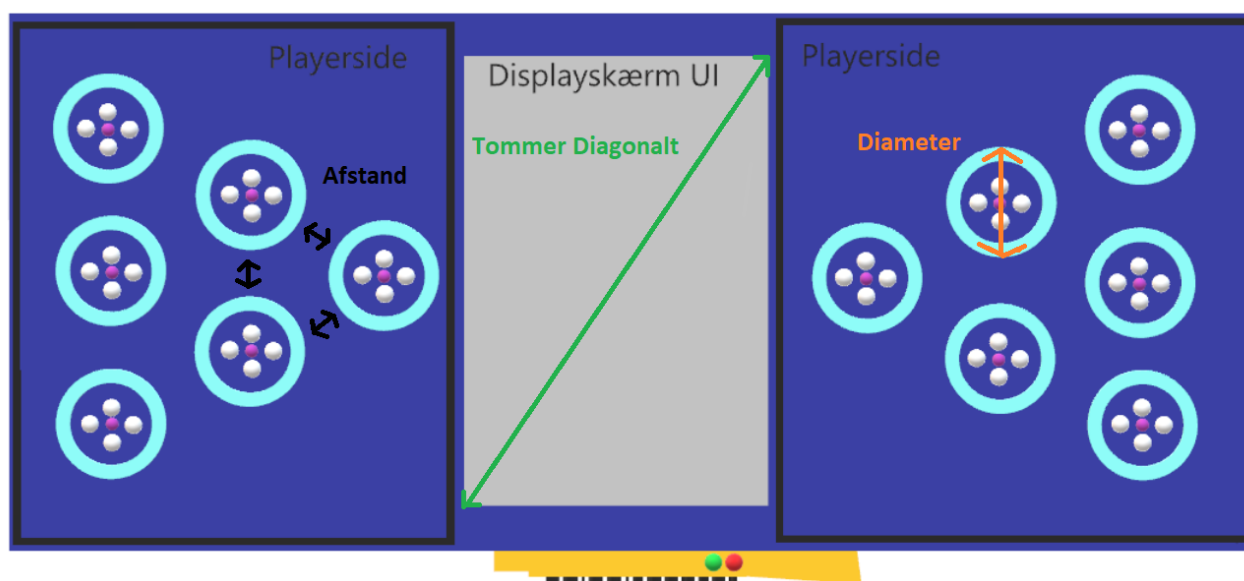 Playerside
Displayskærm UI
Playerside
Tommer Diagonalt
Diameter
Afstand